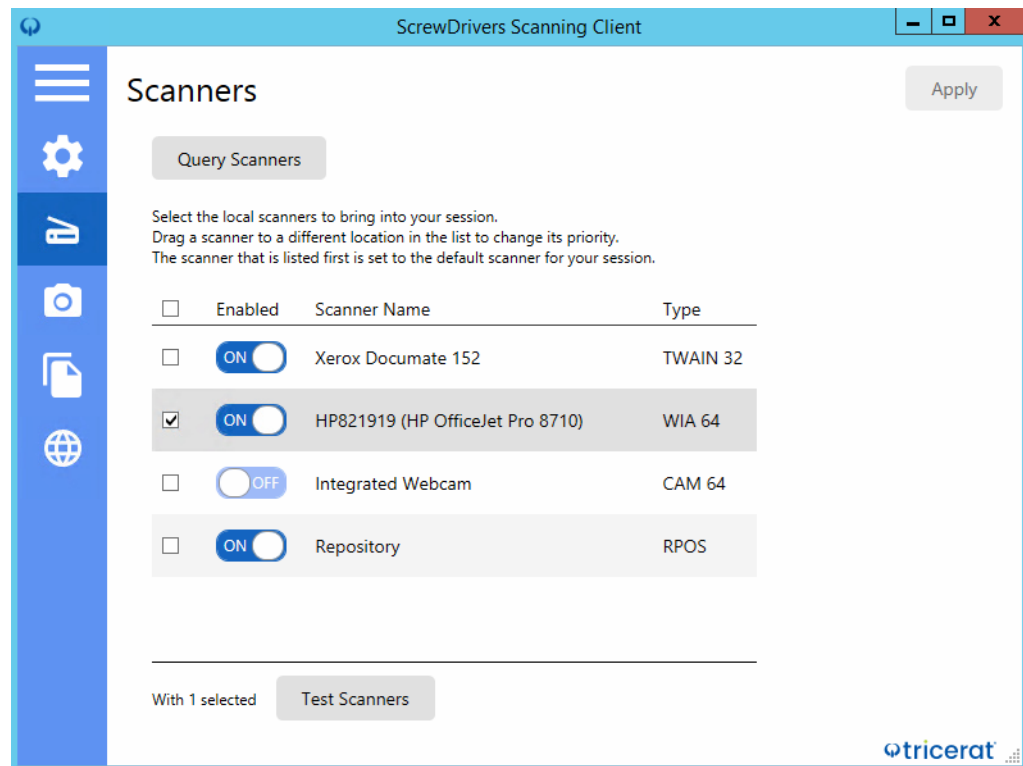 ScrewDrivers Scanning Client
Scanners
Apply
Query Scanners
Select the local scanners to bring into your session.
Drag a scanner to a different location in the list to change its priority.
The scanner that is listed first is set to the default scanner for your session.
Enabled Scanner Name Type
ON Xerox Documate 152 TWAIN 32
ON HP821919 (HP OfficeJet Pro 8710) WIA 64
OFF Integrated Webcam CAM 64
ON Repository RPOS
With 1 selected Test Scanners
tricerat